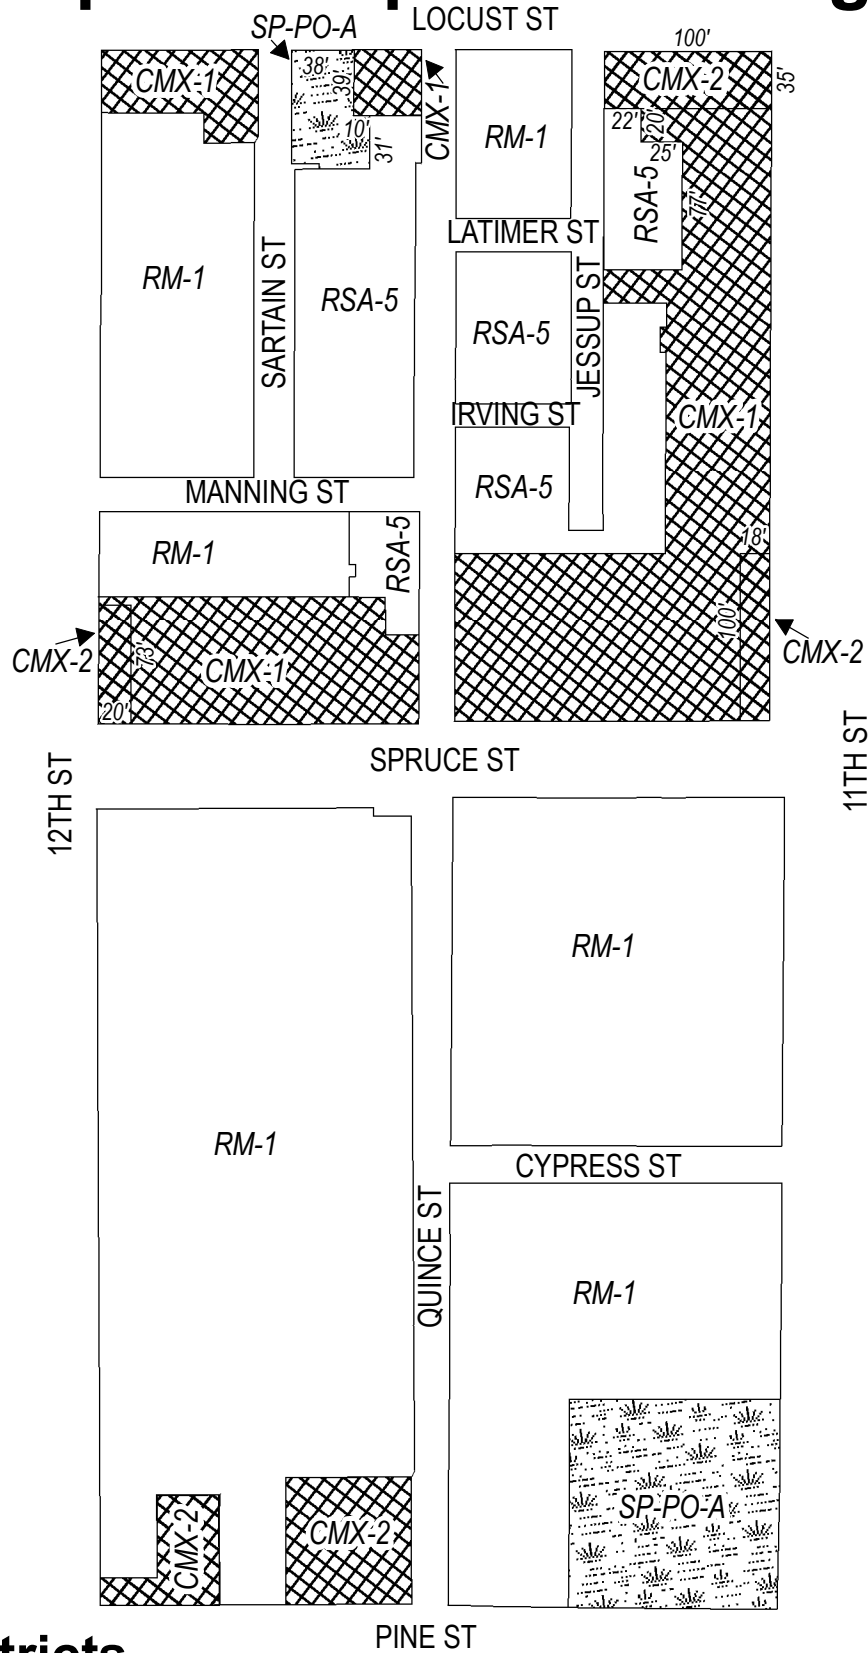 LOCUST ST
SP-PO-A
100'
CMX-1
38'
39'
CMX-2
35'
10'
31'
CMX-1
RM-1
22'
20'
25'
RSA-5
77'
LATIMER ST
SARTAIN ST
RM-1
RSA-5
RSA-5
JESSUP ST
IRVING ST
CMX-1
RSA-5
MANNING ST
RM-1
RSA-5
18'
100'
CMX-2
CMX-2
73'
CMX-1
20'
SPRUCE ST
12TH ST
11TH ST
RM-1
RM-1
CYPRESS ST
QUINCE ST
RM-1
SP-PO-A
CMX-2
CMX-2
PINE ST